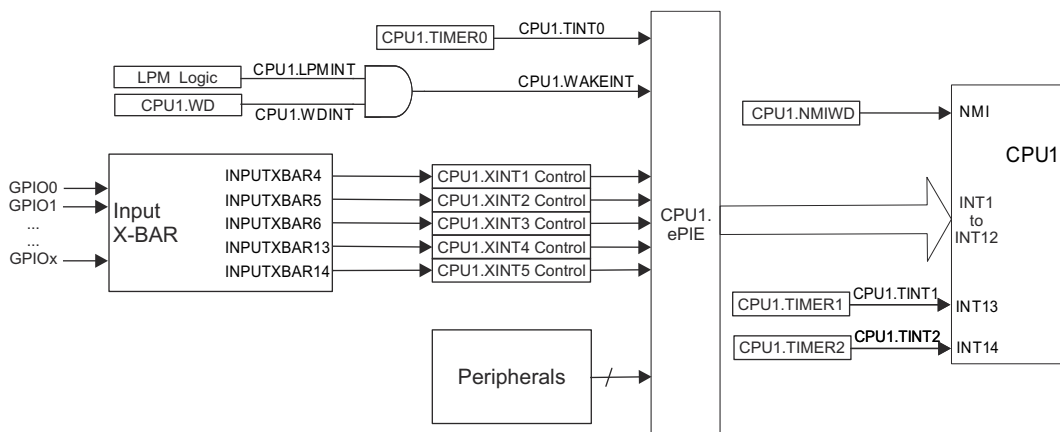 CPU1.TIMER0
CPU1.TINT0
LPM Logic
CPU1.LPMINT
CPU1.WD
CPU1.WDINT
CPU1.WAKEINT
GPIO0
GPIO1
...
...
GPIOx
Input
X-BAR
INPUTXBAR4
INPUTXBAR5
INPUTXBAR6
INPUTXBAR13
INPUTXBAR14
CPU1.XINT1 Control
CPU1.XINT2 Control
CPU1.XINT3 Control
CPU1.XINT4 Control
CPU1.XINT5 Control
Peripherals
CPU1.
ePIE
CPU1.NMIWD
NMI
CPU1
INT1
to
INT12
CPU1.TIMER1
CPU1.TINT1
INT13
CPU1.TIMER2
CPU1.TINT2
INT14